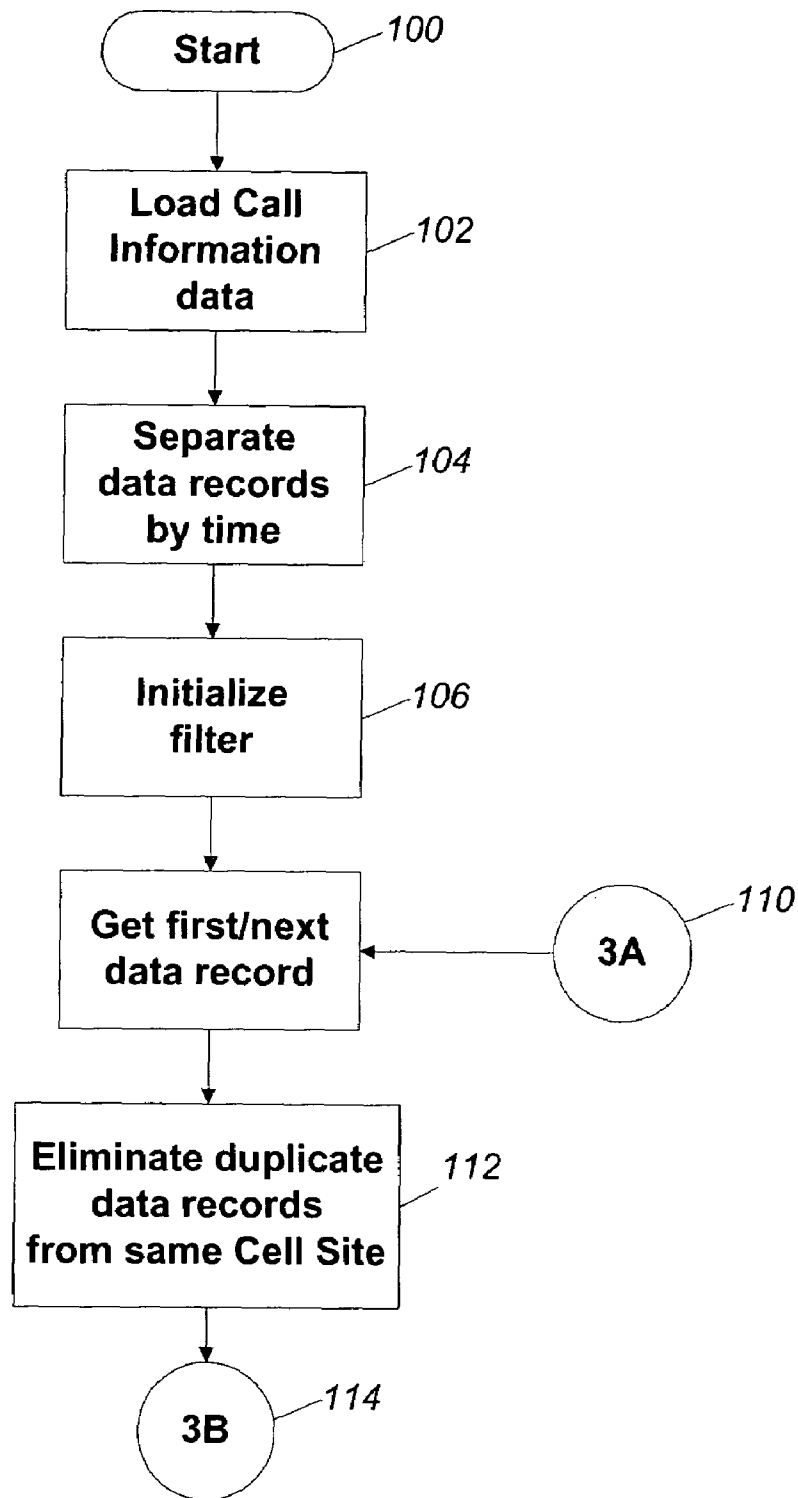 Start
100
Load Call
Information
data
102
Separate
data records
by time
104
Initialize
filter
106
Get first/next
data record
3A
110
Eliminate duplicate
data records
from same Cell Site
112
3B
114